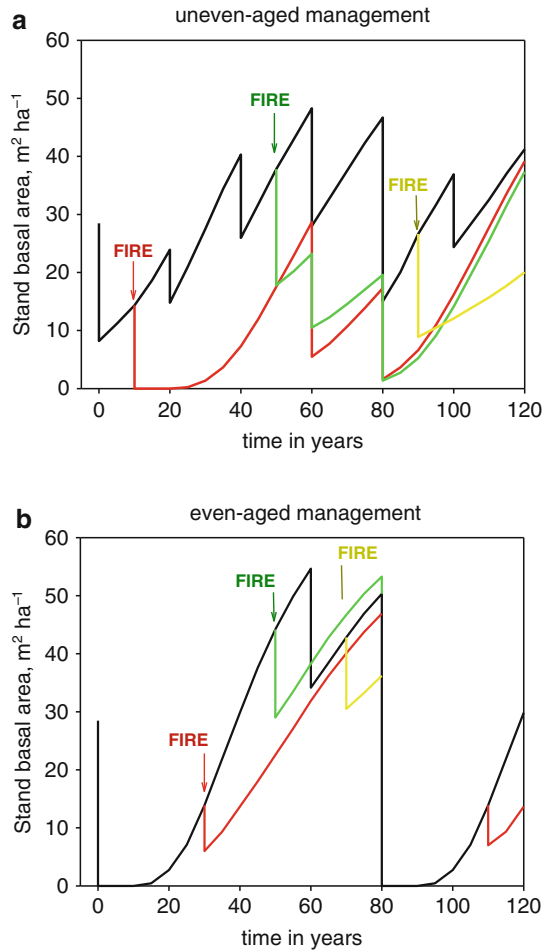 a
uneven-aged management
Stand basal area, m² ha⁻¹
60
50
40
30
20
10
0
FIRE
FIRE
FIRE
0 20 40 60 80 100 120
time in years
b
even-aged management
Stand basal area, m² ha⁻¹
60
50
40
30
20
10
0
FIRE
FIRE
FIRE
0 20 40 60 80 100 120
time in years